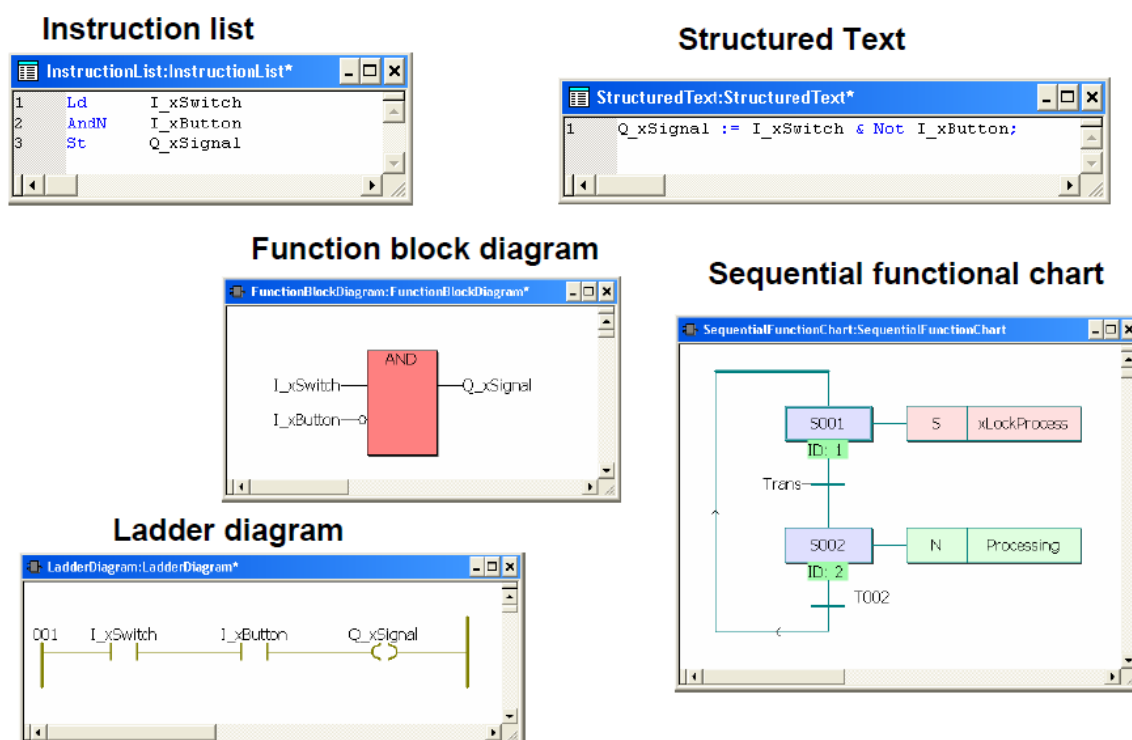 Instruction list
InstructionList:InstructionList*
1 Ld I_xSwitch
2 AndN I_xButton
3 St Q_xSignal
Structured Text
StructuredText:StructuredText*
1 Q_xSignal := I_xSwitch & Not I_xButton;
Function block diagram
FunctionBlockDiagram:FunctionBlockDiagram*
AND
I_xSwitch
Q_xSignal
I_xButton
Sequential functional chart
SequentialFunctionChart:SequentialFunctionChart
S001
S
xLockProcess
ID: 1
Trans
S002
N
Processing
ID: 2
T002
Ladder diagram
LadderDiagram:LadderDiagram*
001 I_xSwitch I_xButton Q_xSignal